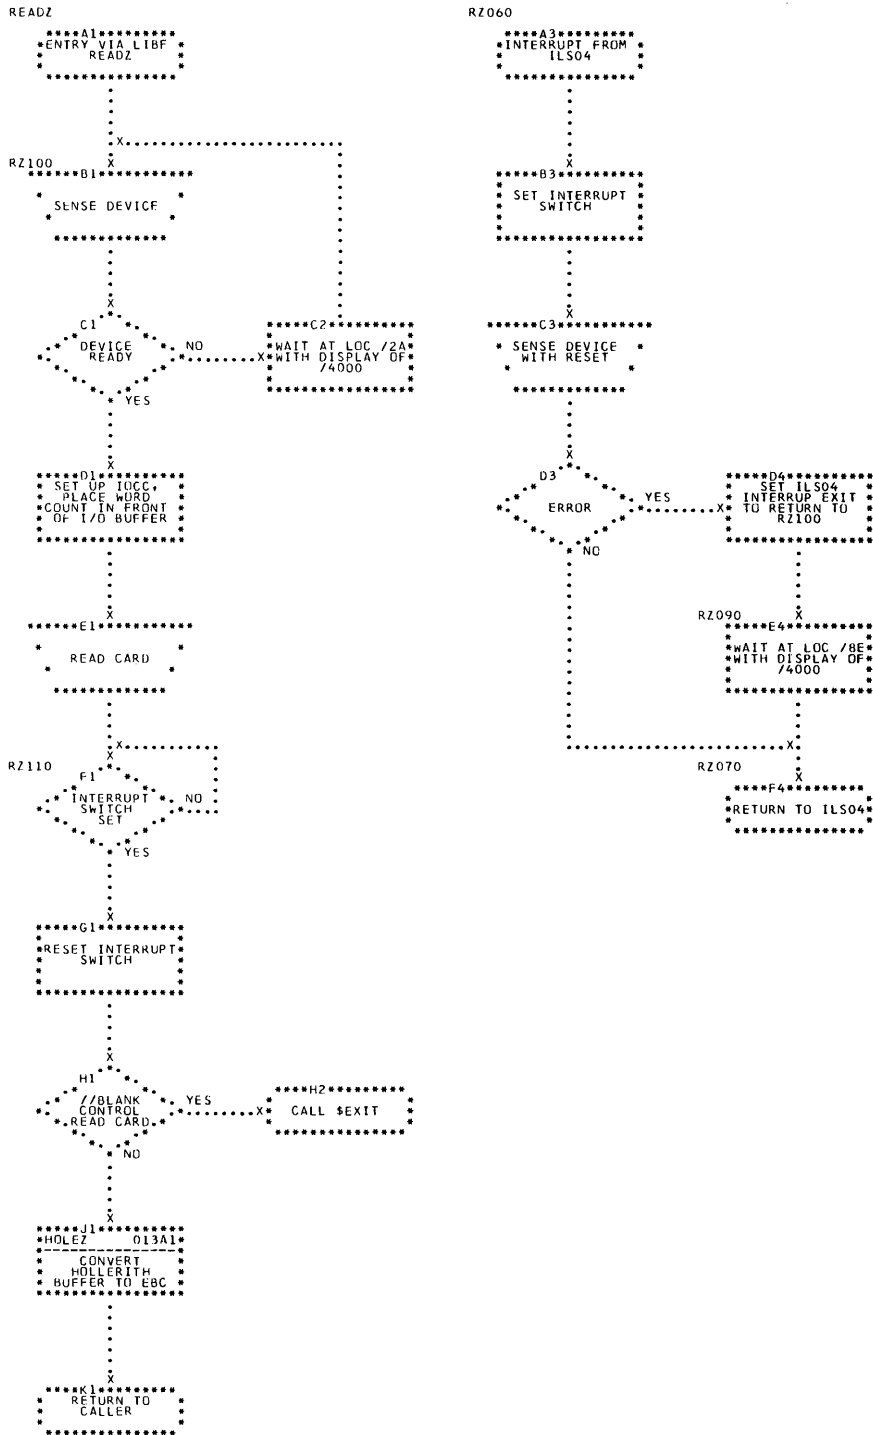 READZ
A1
ENTRY VIA LIBF
READZ
RZ100
B1
SENSE DEVICE
C1
DEVICE
READY
NO
YES
C2
WAIT AT LOC /2A
WITH DISPLAY OF
/4000
D1
SET UP IOCC,
PLACE WORD
COUNT IN FRONT
OF I/O BUFFER
E1
READ CARD
RZ110
F1
INTERRUPT
SWITCH
SET
NO
YES
G1
RESET INTERRUPT
SWITCH
H1
//BLANK
CONTROL
READ CARD
YES
NO
H2
CALL $EXIT
J1
HOLEZ 013A1
CONVERT
HOLLERITH
BUFFER TO EBC
K1
RETURN TO
CALLER
RZ060
A3
INTERRUPT FROM
ILS04
B3
SET INTERRUPT
SWITCH
C3
SENSE DEVICE
WITH RESET
D3
ERROR
YES
NO
D4
SET ILS04
INTERRUP EXIT
TO RETURN TO
RZ100
RZ090
E4
WAIT AT LOC /8E
WITH DISPLAY OF
/4000
RZ070
F4
RETURN TO ILS04